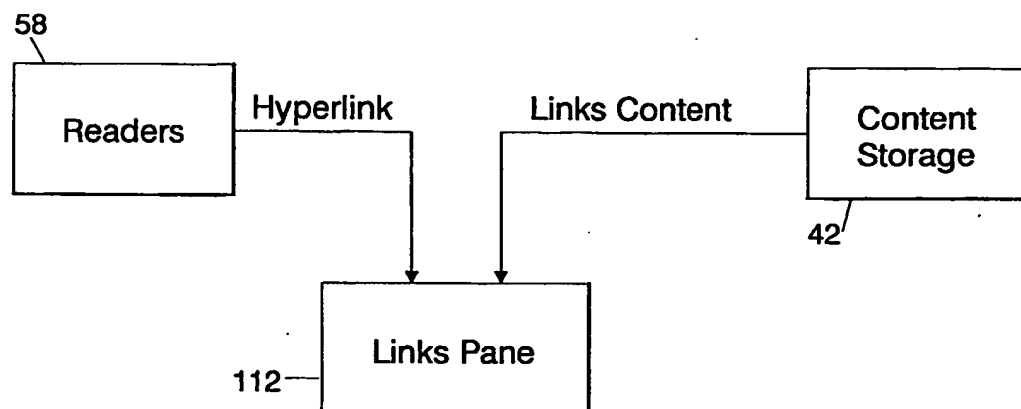 58
Readers
Hyperlink
Links Content
Content
Storage
42
Links Pane
112